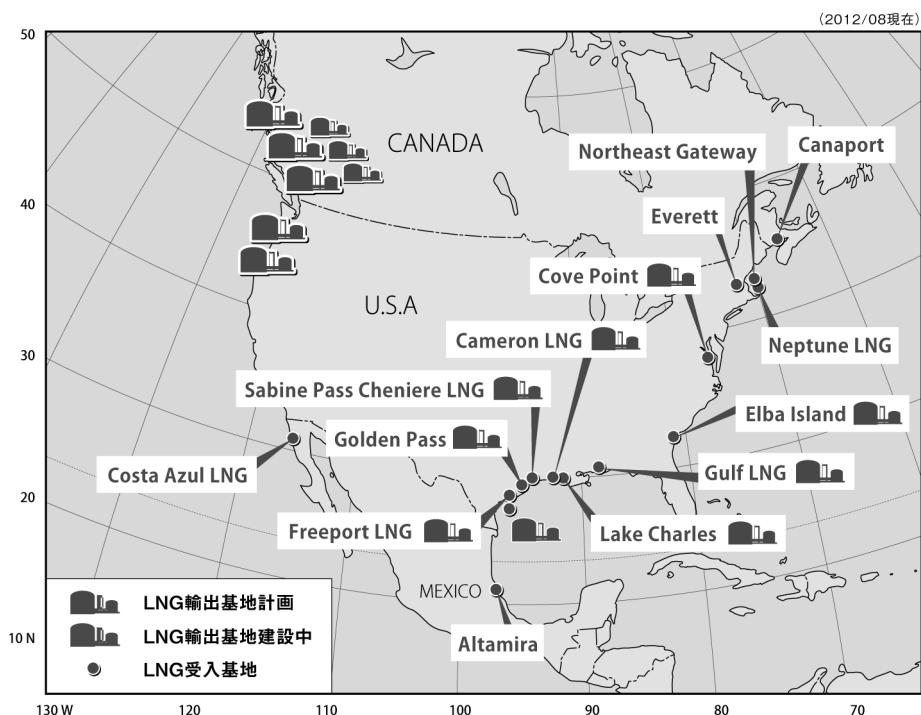 (2012/08現在)
50
40
30
20
10 N
130 W
120
110
100
90
80
70
CANADA
U.S.A
MEXICO
Northeast Gateway
Canaport
Everett
Cove Point
Neptune LNG
Cameron LNG
Sabine Pass Cheniere LNG
Elba Island
Golden Pass
Gulf LNG
Costa Azul LNG
Freeport LNG
Lake Charles
Altamira
LNG輸出基地計画
LNG輸出基地建設中
LNG受入基地